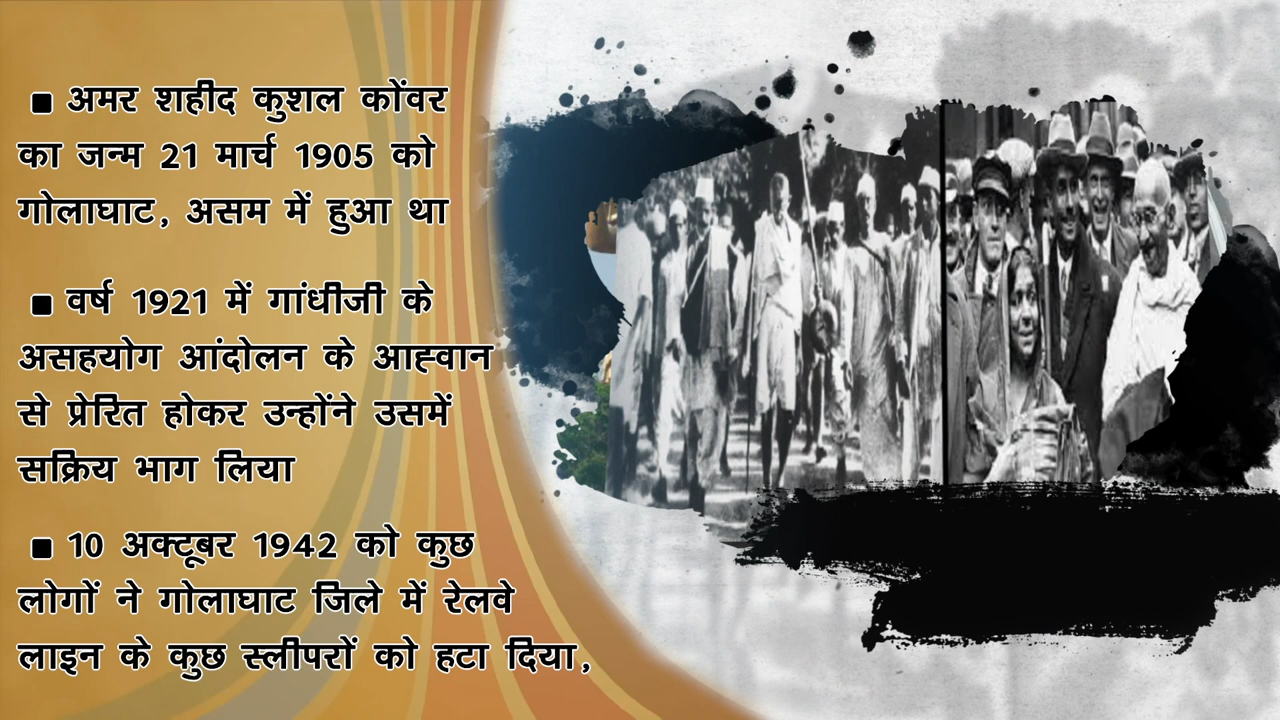 ▪ अमर शहीद कुशल कोंवर
का जन्म 21 मार्च 1905 को
गोलाघाट, असम में हुआ था
▪ वर्ष 1921 में गांधीजी के
असहयोग आंदोलन के आह्वान
से प्रेरित होकर उन्होंने उसमें
सक्रिय भाग लिया
▪ 10 अक्टूबर 1942 को कुछ
लोगों ने गोलाघाट जिले में रेलवे
लाइन के कुछ स्लीपरों को हटा दिया,